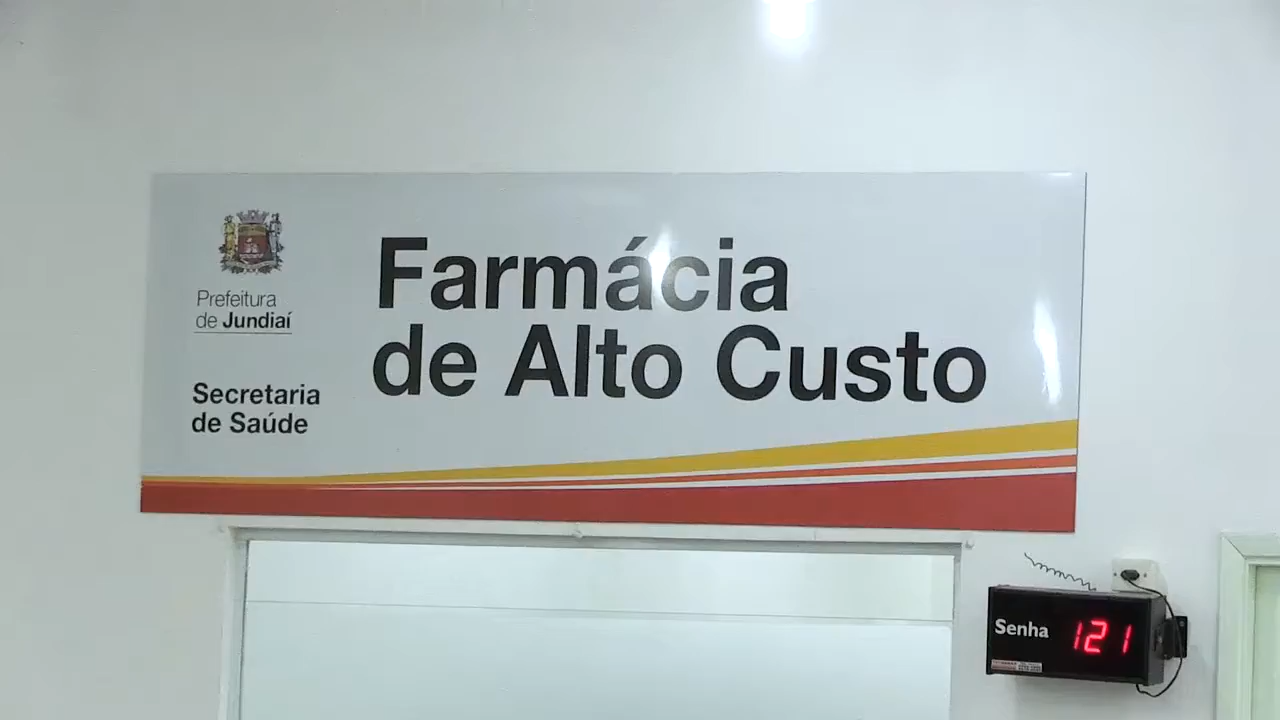 Prefeitura
de Jundiaí
Secretaria
de Saúde
Farmácia
de Alto Custo
Senha 121